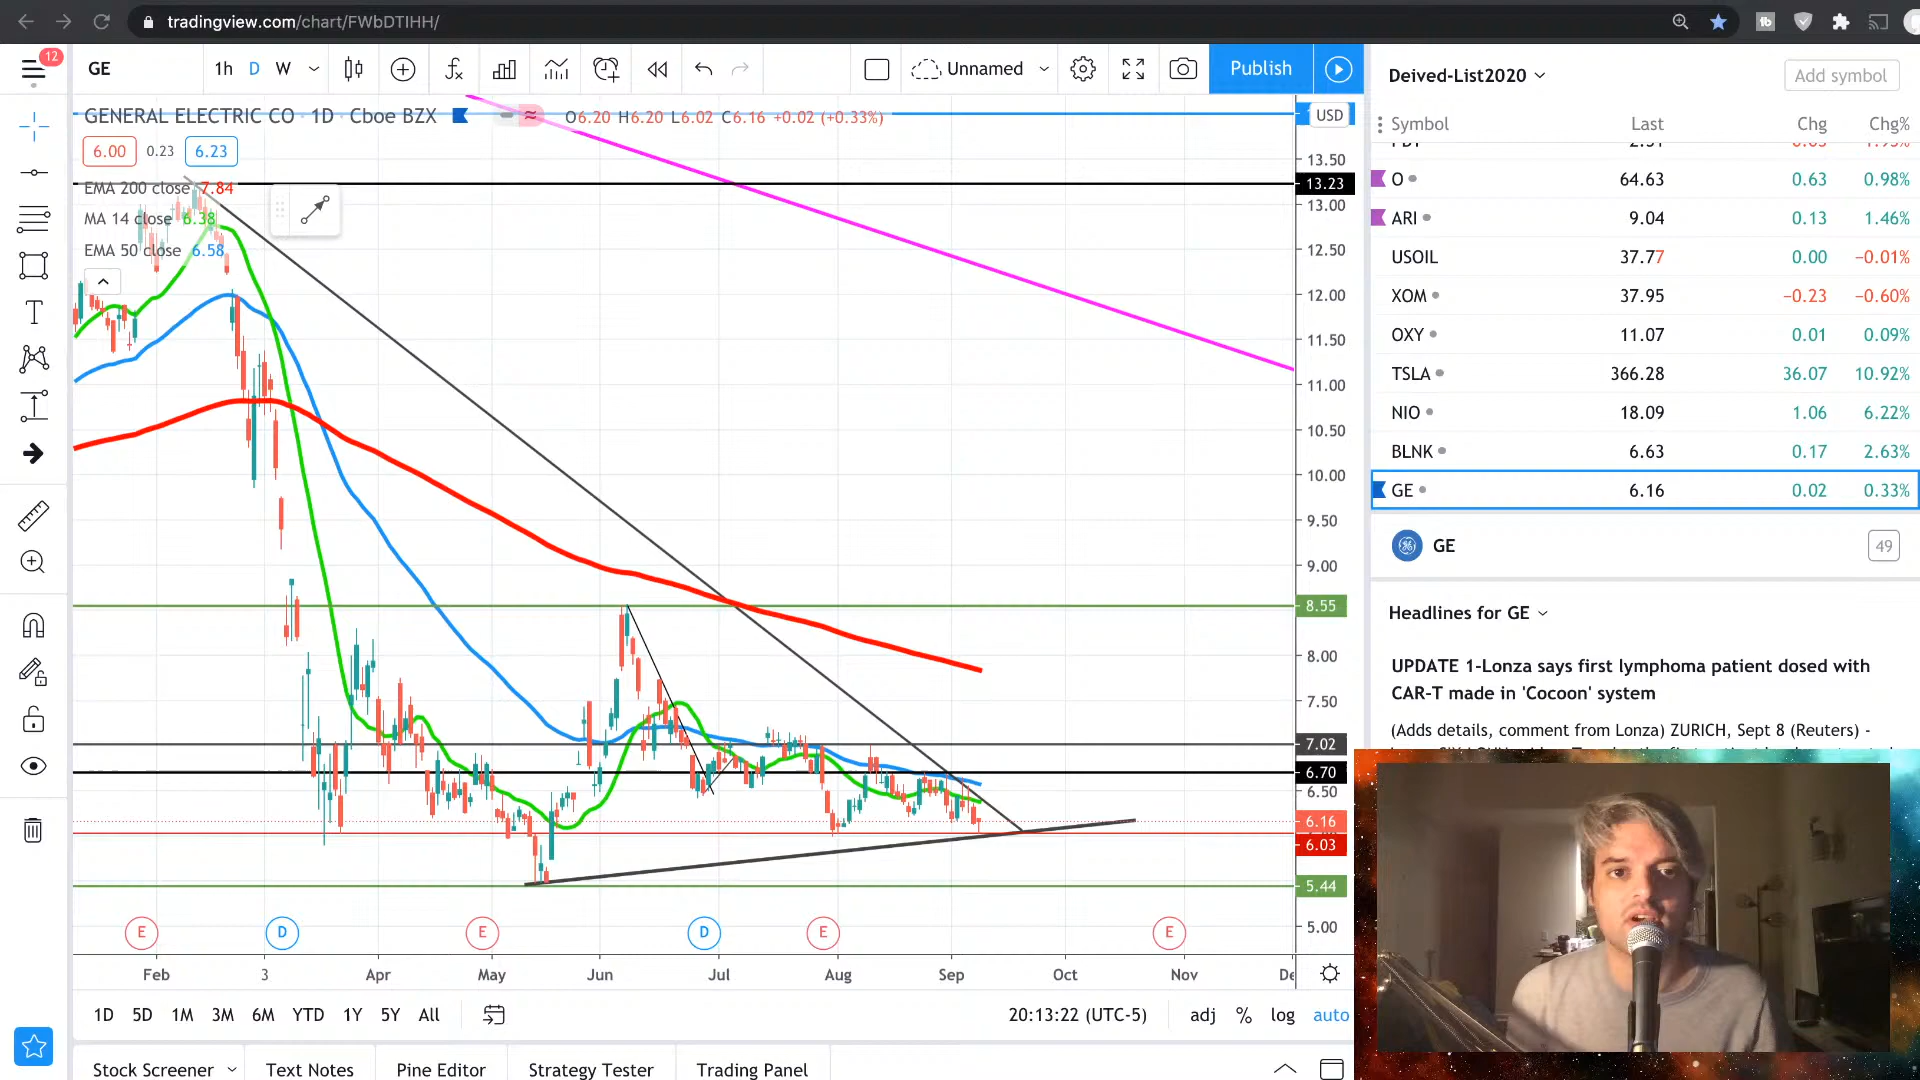 tradingview.com/chart/FWbDTIHH/
12
GE
1h D W
Unnamed
Publish
GENERAL ELECTRIC CO · 1D · Cboe BZX
O6.20 H6.20 L6.02 C6.16 +0.02 (+0.33%)
6.00 0.23 6.23
EMA 200 close 7.84
MA 14 close 6.38
EMA 50 close 6.58
USD
13.50
13.23
13.00
12.50
12.00
11.50
11.00
10.50
10.00
9.50
9.00
8.55
8.00
7.50
7.02
6.70
6.50
6.16
6.03
5.44
5.00
E D E D E E
Feb 3 Apr May Jun Jul Aug Sep Oct Nov De
1D 5D 1M 3M 6M YTD 1Y 5Y All
20:13:22 (UTC-5) adj % log auto
Stock Screener Text Notes Pine Editor Strategy Tester Trading Panel
Deived-List2020
Add symbol
Symbol Last Chg Chg%
O 64.63 0.63 0.98%
ARI 9.04 0.13 1.46%
USOIL 37.77 0.00 −0.01%
XOM 37.95 −0.23 −0.60%
OXY 11.07 0.01 0.09%
TSLA 366.28 36.07 10.92%
NIO 18.09 1.06 6.22%
BLNK 6.63 0.17 2.63%
GE 6.16 0.02 0.33%
GE 49
Headlines for GE
UPDATE 1-Lonza says first lymphoma patient dosed with
CAR-T made in 'Cocoon' system
(Adds details, comment from Lonza) ZURICH, Sept 8 (Reuters) -